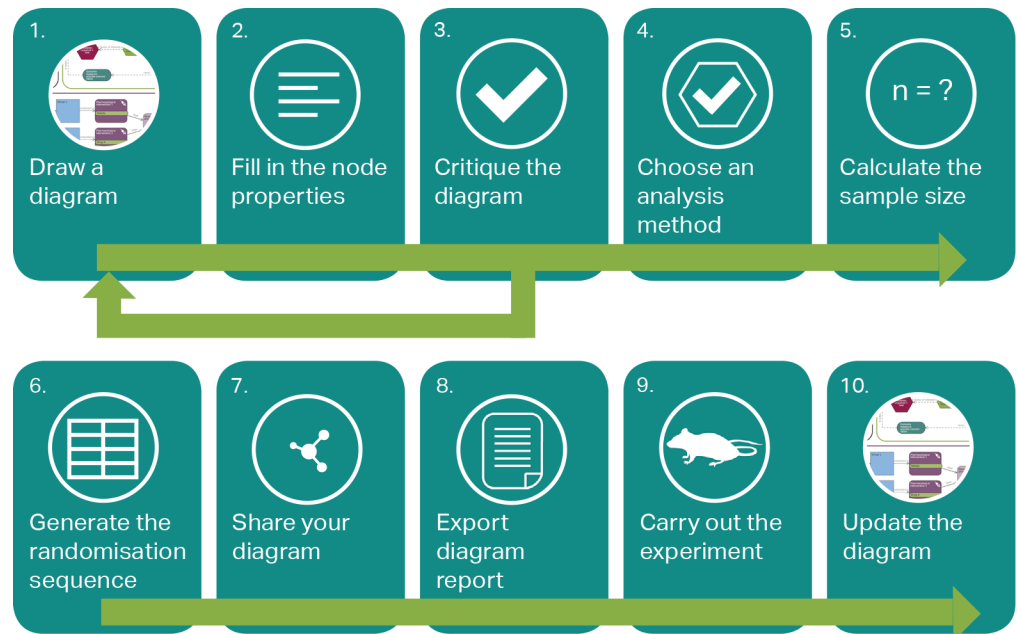 1.
Draw a
diagram
2.
Fill in the node
properties
3.
Critique the
diagram
4.
Choose an
analysis
method
5.
n = ?
Calculate the
sample size
6.
Generate the
randomisation
sequence
7.
Share your
diagram
8.
Export
diagram
report
9.
Carry out the
experiment
10.
Update the
diagram